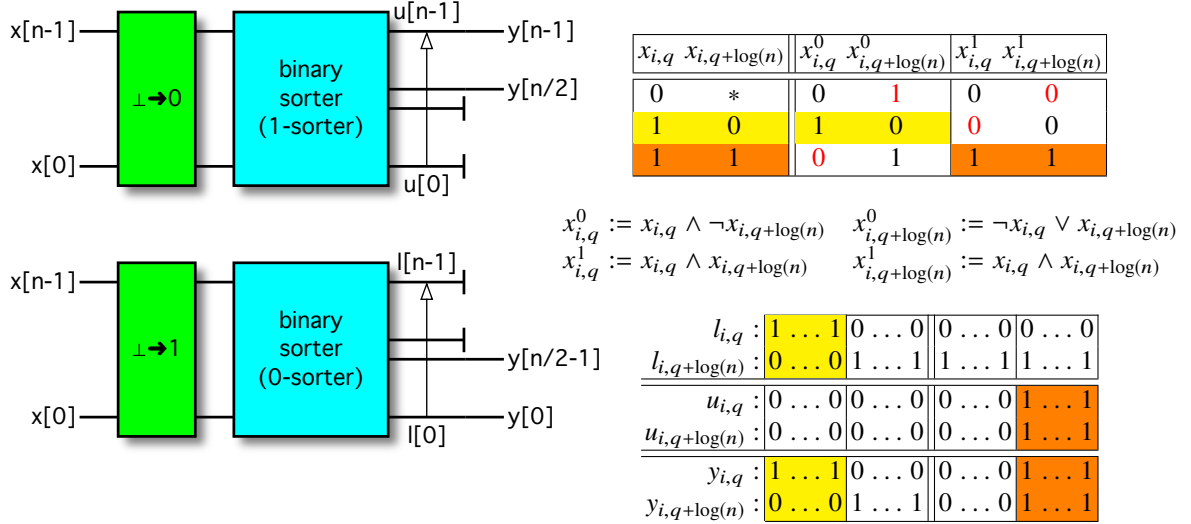 u[n-1]
x[n-1] y[n-1]
binary
⊥➜0 sorter y[n/2]
(1-sorter)
x[0]
u[0]
l[n-1]
x[n-1]
binary
⊥➜1 sorter y[n/2-1]
(0-sorter)
x[0] y[0]
l[0]
x_{i,q} x_{i,q+log(n)} x^0_{i,q} x^0_{i,q+log(n)} x^1_{i,q} x^1_{i,q+log(n)}
0 * 0 1 0 0
1 0 1 0 0 0
1 1 0 1 1 1
x^0_{i,q} := x_{i,q} ∧ ¬x_{i,q+log(n)} x^0_{i,q+log(n)} := ¬x_{i,q} ∨ x_{i,q+log(n)}
x^1_{i,q} := x_{i,q} ∧ x_{i,q+log(n)} x^1_{i,q+log(n)} := x_{i,q} ∧ x_{i,q+log(n)}
l_{i,q} : 1 … 1 0 … 0 0 … 0 0 … 0
l_{i,q+log(n)} : 0 … 0 1 … 1 1 … 1 1 … 1
u_{i,q} : 0 … 0 0 … 0 0 … 0 1 … 1
u_{i,q+log(n)} : 0 … 0 0 … 0 0 … 0 1 … 1
y_{i,q} : 1 … 1 0 … 0 0 … 0 1 … 1
y_{i,q+log(n)} : 0 … 0 1 … 1 0 … 0 1 … 1